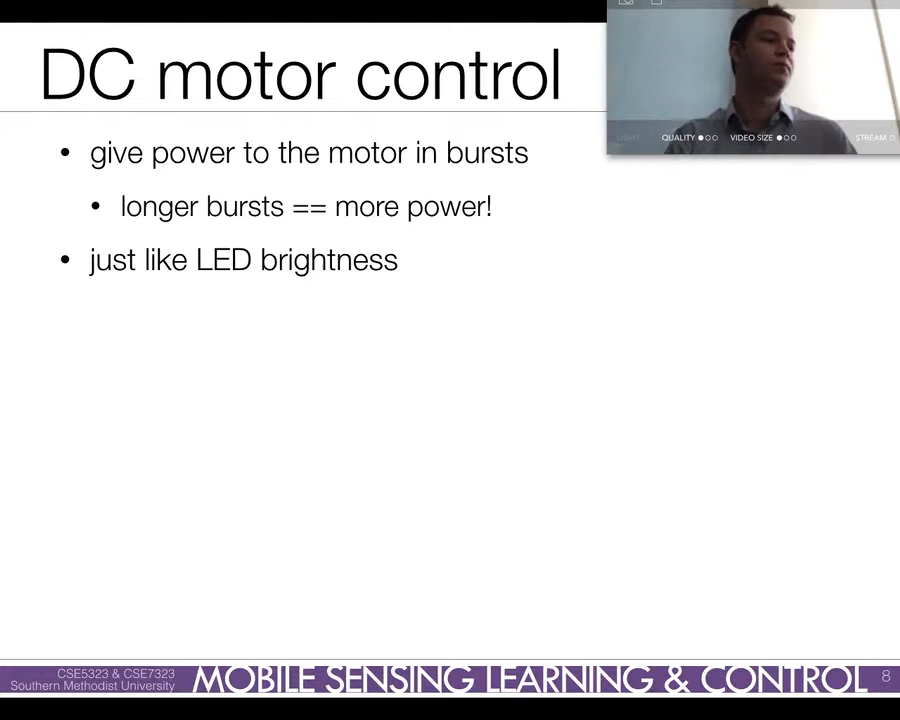 DC motor control
• give power to the motor in bursts
• longer bursts == more power!
• just like LED brightness
LIGHT QUALITY VIDEO SIZE STREAM
CSE5323 & CSE7323
Southern Methodist University
MOBILE SENSING LEARNING & CONTROL
8